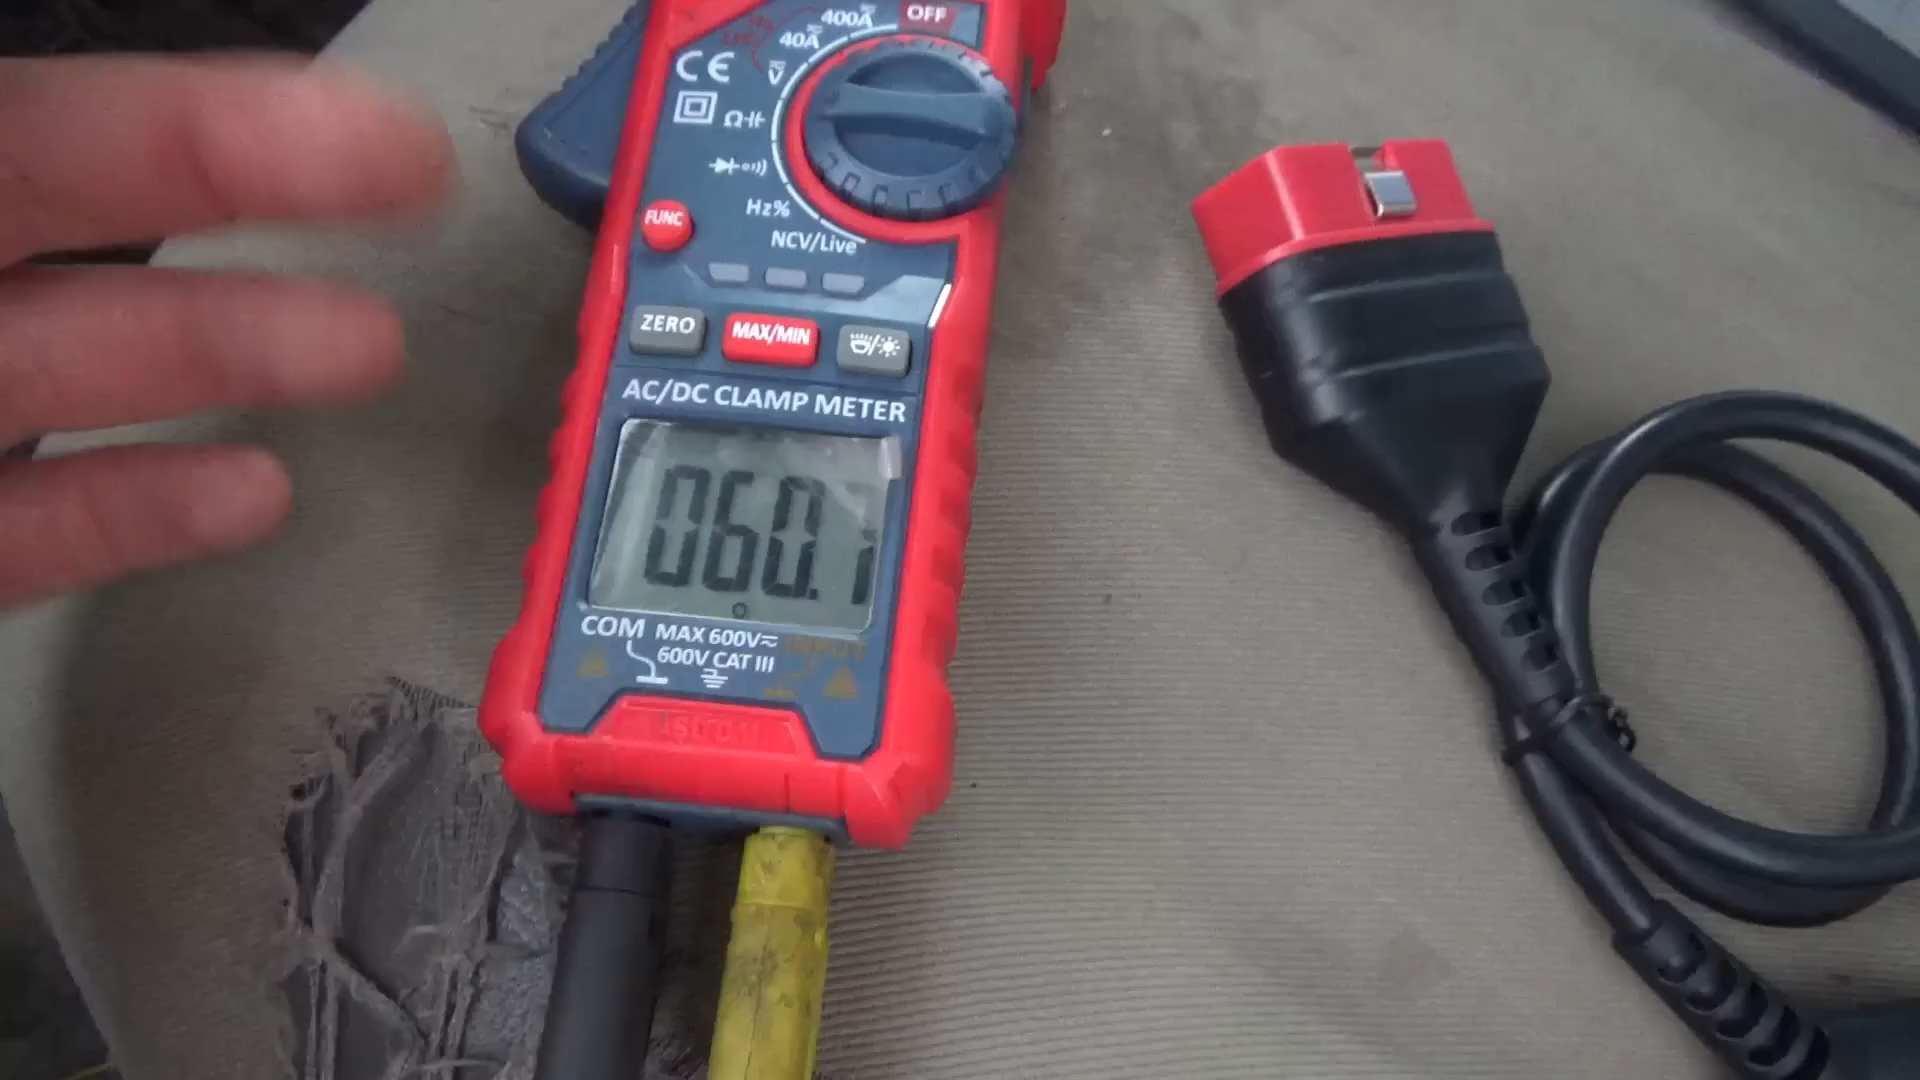 OFF
400A
40A
CE
V
Ω
Hz%
FUNC
NCV/Live
ZERO
MAX/MIN
AC/DC CLAMP METER
060.1
COM MAX 600V
600V CAT III